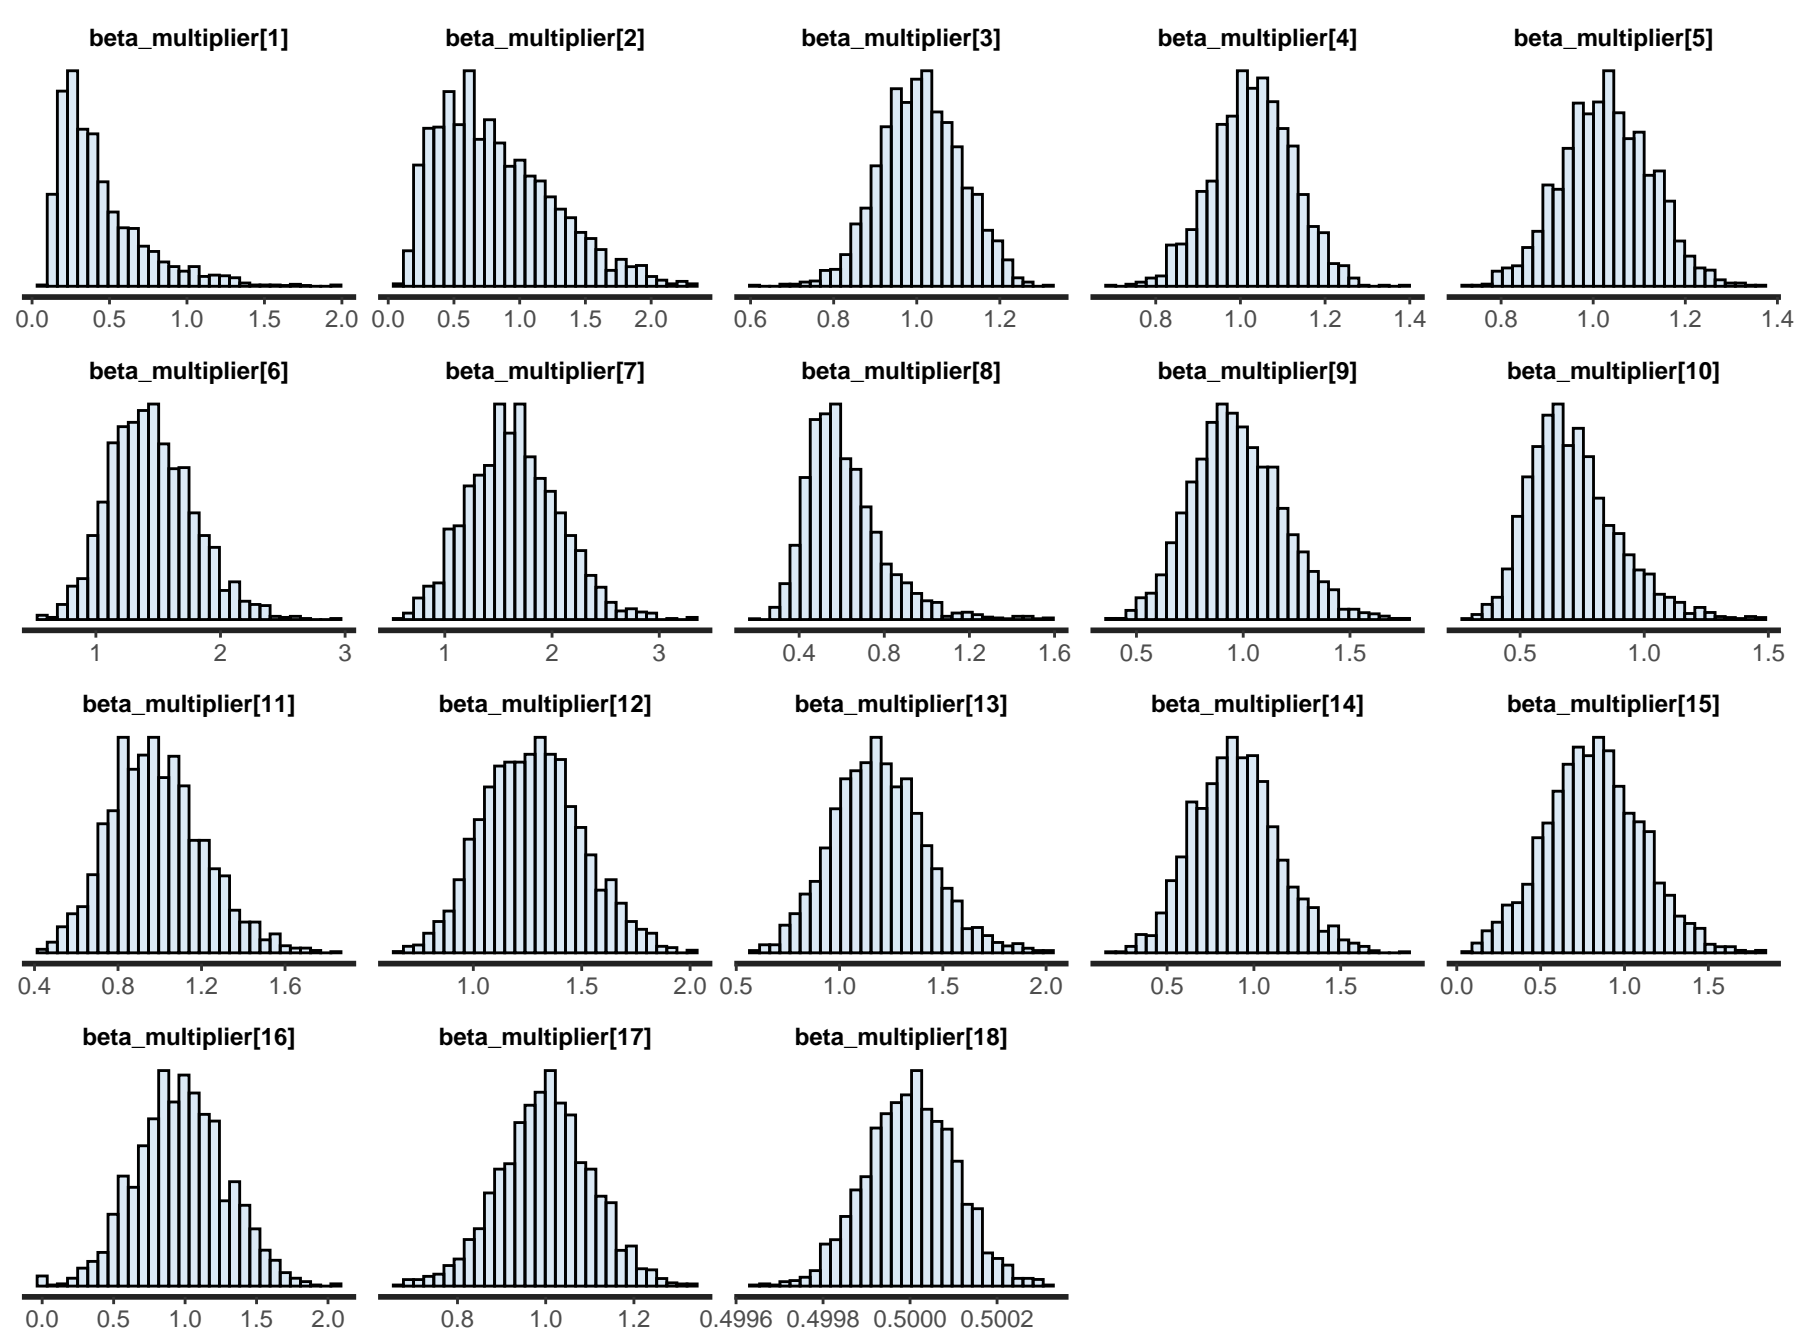 beta_multiplier[1] beta_multiplier[2] beta_multiplier[3] beta_multiplier[4] beta_multiplier[5]
0.0 0.5 1.0 1.5 2.0 0.0 0.5 1.0 1.5 2.0 0.6 0.8 1.0 1.2 0.8 1.0 1.2 1.4 0.8 1.0 1.2 1.4
beta_multiplier[6] beta_multiplier[7] beta_multiplier[8] beta_multiplier[9] beta_multiplier[10]
1 2 3 1 2 3 0.4 0.8 1.2 1.6 0.5 1.0 1.5 0.5 1.0 1.5
beta_multiplier[11] beta_multiplier[12] beta_multiplier[13] beta_multiplier[14] beta_multiplier[15]
0.4 0.8 1.2 1.6 1.0 1.5 2.0 0.5 1.0 1.5 2.0 0.5 1.0 1.5 0.0 0.5 1.0 1.5
beta_multiplier[16] beta_multiplier[17] beta_multiplier[18]
0.0 0.5 1.0 1.5 2.0 0.8 1.0 1.2 0.4996 0.4998 0.5000 0.5002